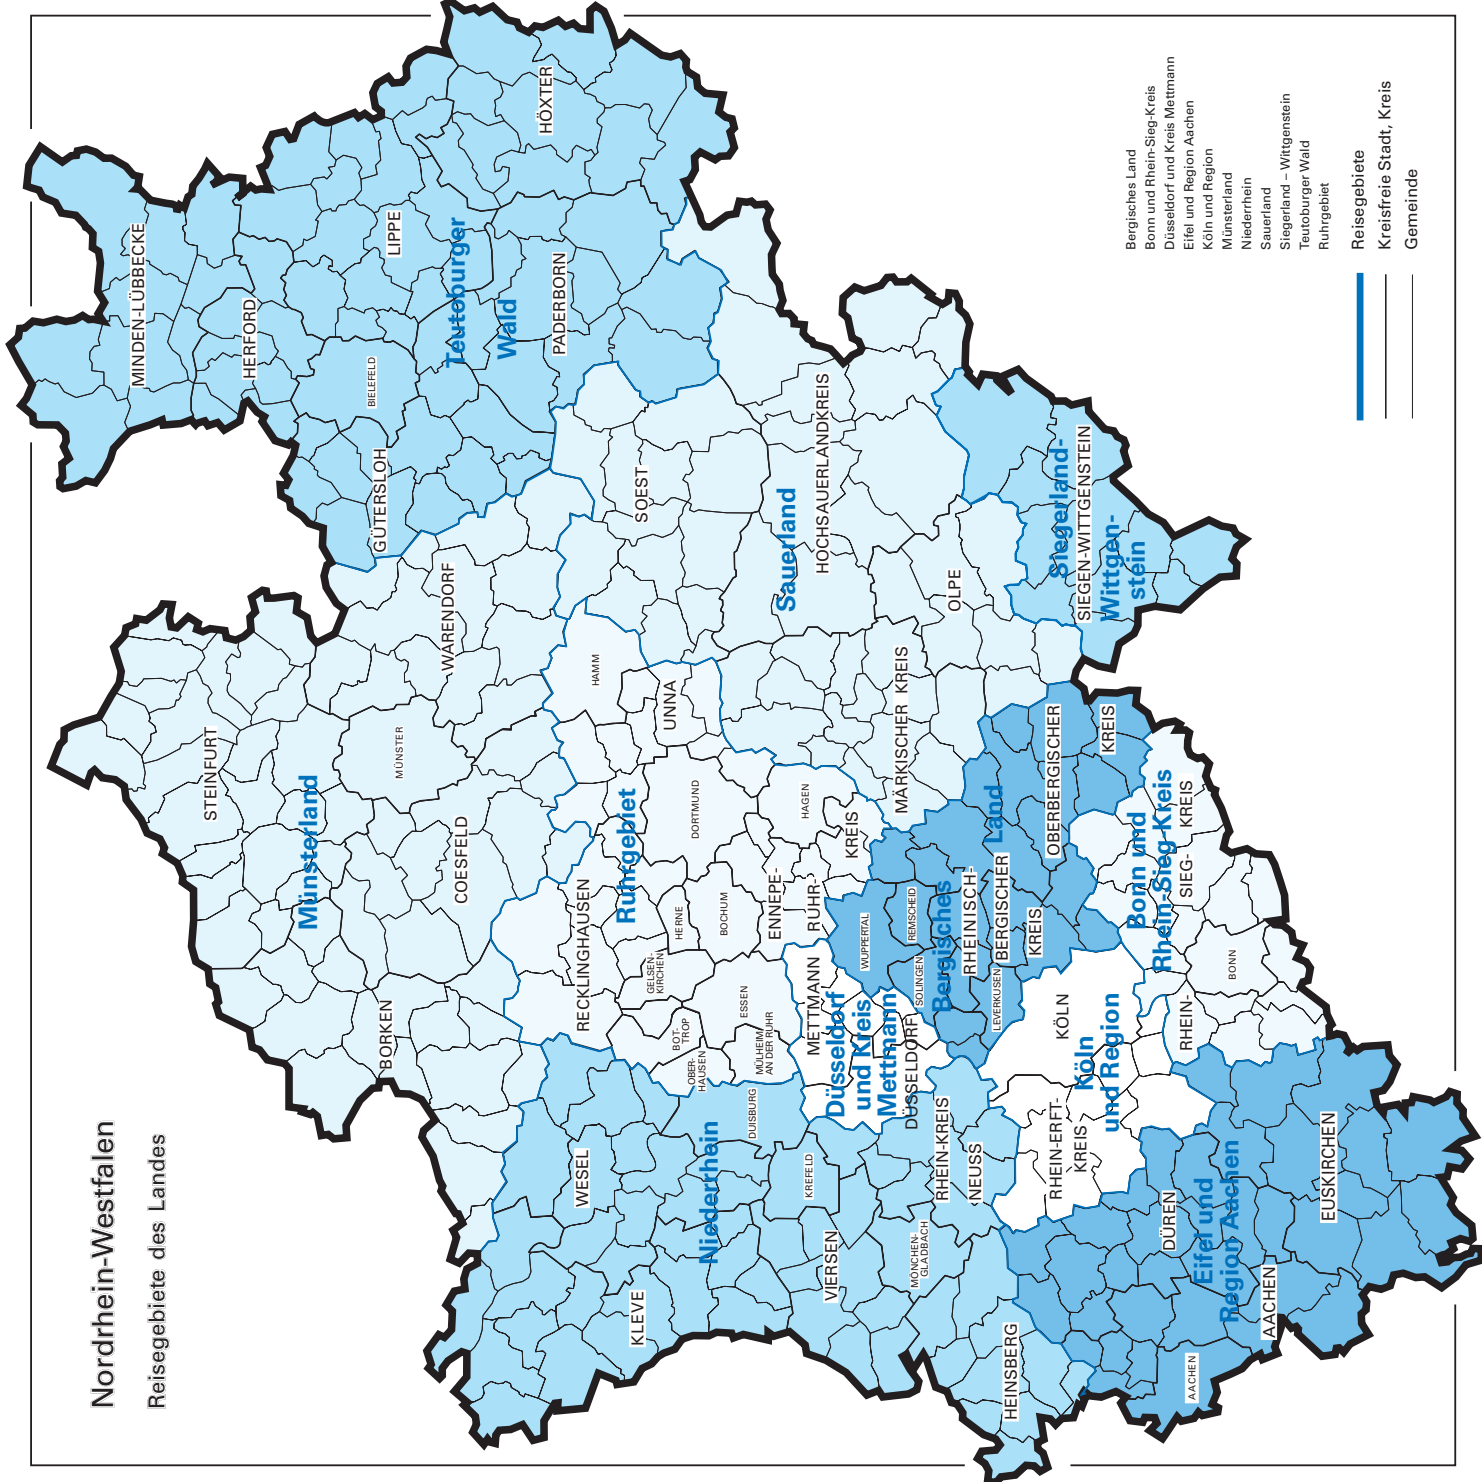 Nordrhein-Westfalen
Reisegebiete des Landes
STEINFURT
Münsterland
MÜNSTER
BORKEN
COESFELD
WARENDORF
MINDEN-LÜBBECKE
HERFORD
BIELEFELD
GÜTERSLOH
LIPPE
Teutoburger
Wald
PADERBORN
HÖXTER
KLEVE
WESEL
Niederrhein
DUISBURG
KREFELD
VIERSEN
MÖNCHEN-
GLADBACH
RHEIN-KREIS
NEUSS
HEINSBERG
RECKLINGHAUSEN
Ruhrgebiet
BOT-
TROP
OBER-
HAUSEN
GELSEN-
KIRCHEN
HERNE
BOCHUM
ESSEN
MÜLHEIM
AN DER RUHR
DORTMUND
HAMM
UNNA
HAGEN
ENNEPE-
RUHR-
KREIS
SOEST
Sauerland
HOCHSAUERLANDKREIS
MÄRKISCHER KREIS
OLPE
METTMANN
Düsseldorf
und Kreis
Mettmann
DÜSSELDORF
WUPPERTAL
REMSCHEID
SOLINGEN
Bergisches
Land
RHEINISCH-
BERGISCHER
KREIS
LEVERKUSEN
OBERBERGISCHER
KREIS
Siegerland-
SIEGEN-WITTGENSTEIN
Wittgen-
stein
KÖLN
Köln
und Region
RHEIN-ERFT-
KREIS
Bonn und
Rhein-Sieg-Kreis
RHEIN-
SIEG-
KREIS
BONN
DÜREN
Eifel und
Region Aachen
AACHEN
AACHEN
EUSKIRCHEN
Bergisches Land
Bonn und Rhein-Sieg-Kreis
Düsseldorf und Kreis Mettmann
Eifel und Region Aachen
Köln und Region
Münsterland
Niederrhein
Sauerland
Siegerland – Wittgenstein
Teutoburger Wald
Ruhrgebiet
Reisegebiete
Kreisfreie Stadt, Kreis
Gemeinde